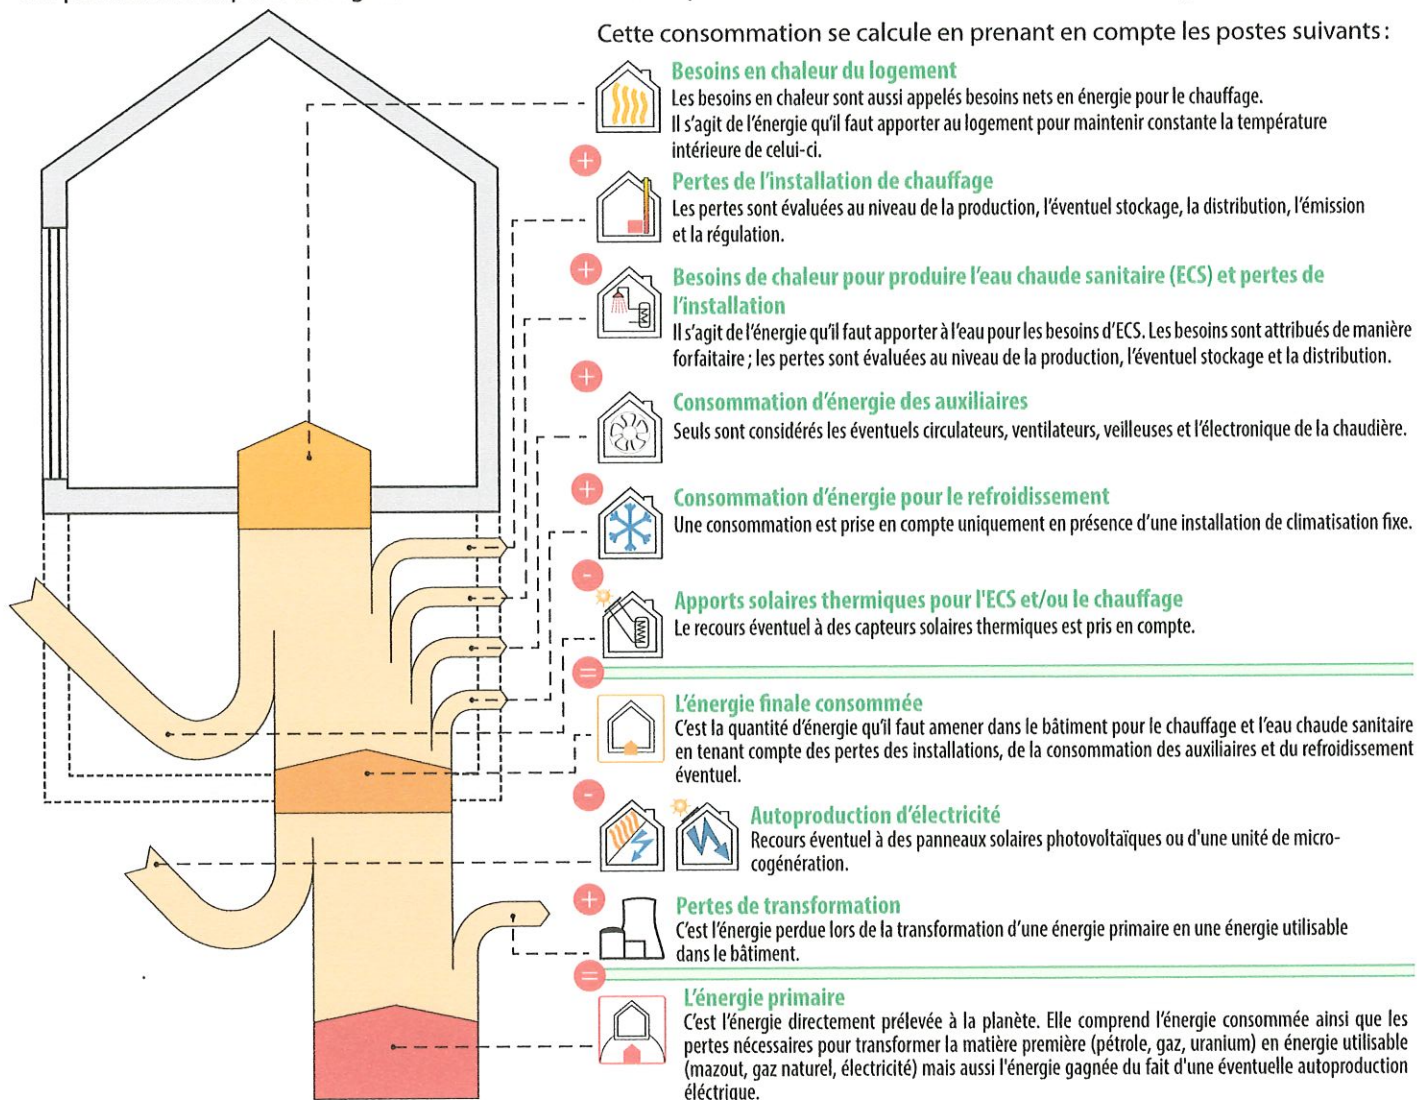 Cette consommation se calcule en prenant en compte les postes suivants :
Besoins en chaleur du logement
Les besoins en chaleur sont aussi appelés besoins nets en énergie pour le chauffage.
Il s'agit de l'énergie qu'il faut apporter au logement pour maintenir constante la température
intérieure de celui-ci.
+
Pertes de l'installation de chauffage
Les pertes sont évaluées au niveau de la production, l'éventuel stockage, la distribution, l'émission
et la régulation.
+
Besoins de chaleur pour produire l'eau chaude sanitaire (ECS) et pertes de
l'installation
Il s'agit de l'énergie qu'il faut apporter à l'eau pour les besoins d'ECS. Les besoins sont attribués de manière
forfaitaire ; les pertes sont évaluées au niveau de la production, l'éventuel stockage et la distribution.
+
Consommation d'énergie des auxiliaires
Seuls sont considérés les éventuels circulateurs, ventilateurs, veilleuses et l'électronique de la chaudière.
+
Consommation d'énergie pour le refroidissement
Une consommation est prise en compte uniquement en présence d'une installation de climatisation fixe.
-
Apports solaires thermiques pour l'ECS et/ou le chauffage
Le recours éventuel à des capteurs solaires thermiques est pris en compte.
=
L'énergie finale consommée
C'est la quantité d'énergie qu'il faut amener dans le bâtiment pour le chauffage et l'eau chaude sanitaire
en tenant compte des pertes des installations, de la consommation des auxiliaires et du refroidissement
éventuel.
-
Autoproduction d'électricité
Recours éventuel à des panneaux solaires photovoltaïques ou d'une unité de micro-
cogénération.
+
Pertes de transformation
C'est l'énergie perdue lors de la transformation d'une énergie primaire en une énergie utilisable
dans le bâtiment.
=
L'énergie primaire
C'est l'énergie directement prélevée à la planète. Elle comprend l'énergie consommée ainsi que les
pertes nécessaires pour transformer la matière première (pétrole, gaz, uranium) en énergie utilisable
(mazout, gaz naturel, électricité) mais aussi l'énergie gagnée du fait d'une éventuelle autoproduction
éléctrique.